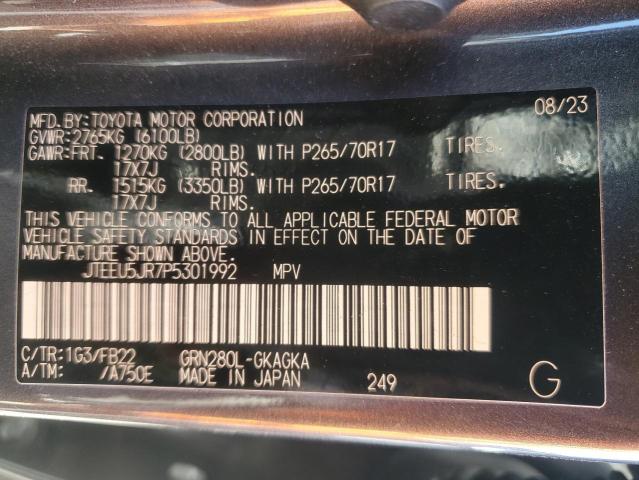 MFD.BY:TOYOTA MOTOR CORPORATION 08/23
GVWR:2765KG (6100LB)
GAWR:FRT. 1270KG (2800LB) WITH P265/70R17 TIRES.
17X7J RIMS.
RR. 1515KG (3350LB) WITH P265/70R17 TIRES.
17X7J RIMS.
THIS VEHICLE CONFORMS TO ALL APPLICABLE FEDERAL MOTOR
VEHICLE SAFETY STANDARDS IN EFFECT ON THE DATE OF
MANUFACTURE SHOWN ABOVE.
JTEEU5JR7P5301992 MPV
C/TR:1G3/FB22 GRN280L-GKAGKA
A/TM: /A750E MADE IN JAPAN 249 G